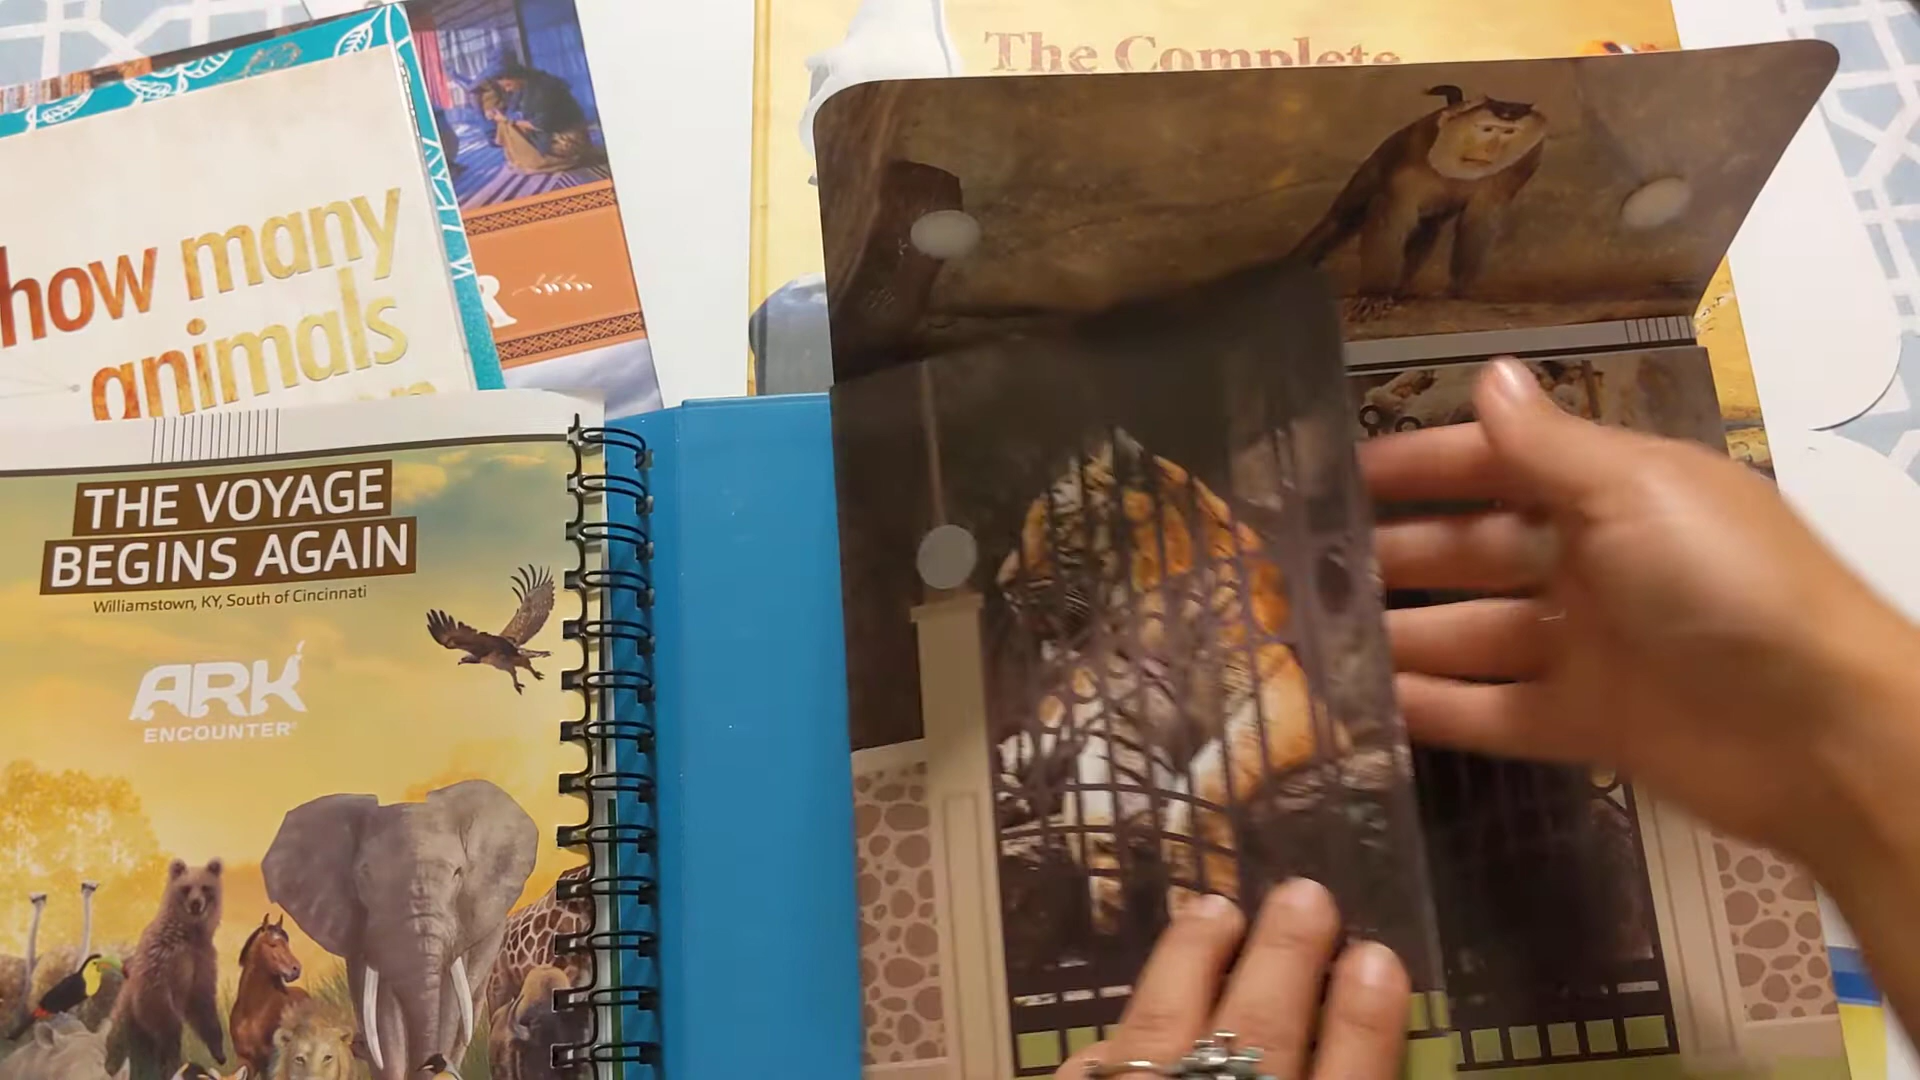 The Complete
how many
animals
R
THE VOYAGE
BEGINS AGAIN
Williamstown, KY, South of Cincinnati
ARK
ENCOUNTER®